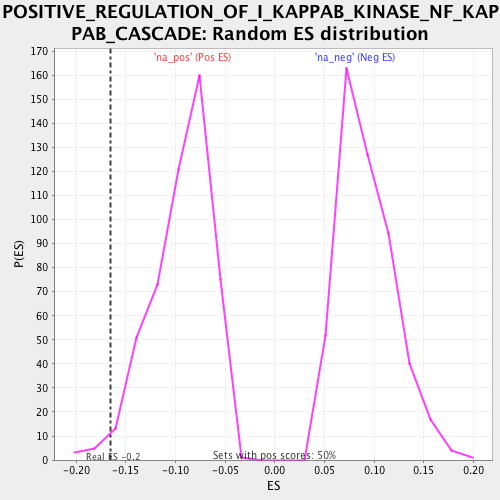 POSITIVE_REGULATION_OF_I_KAPPAB_KINASE_NF_KAP
PAB_CASCADE: Random ES distribution
'na_pos' (Pos ES) 'na_neg' (Neg ES)
170
160
150
140
130
120
110
100
90
80
70
60
50
40
30
20
10
0
P(ES)
Real ES -0.2
Sets with pos scores: 50%
-0.20 -0.15 -0.10 -0.05 0.00 0.05 0.10 0.15 0.20
ES